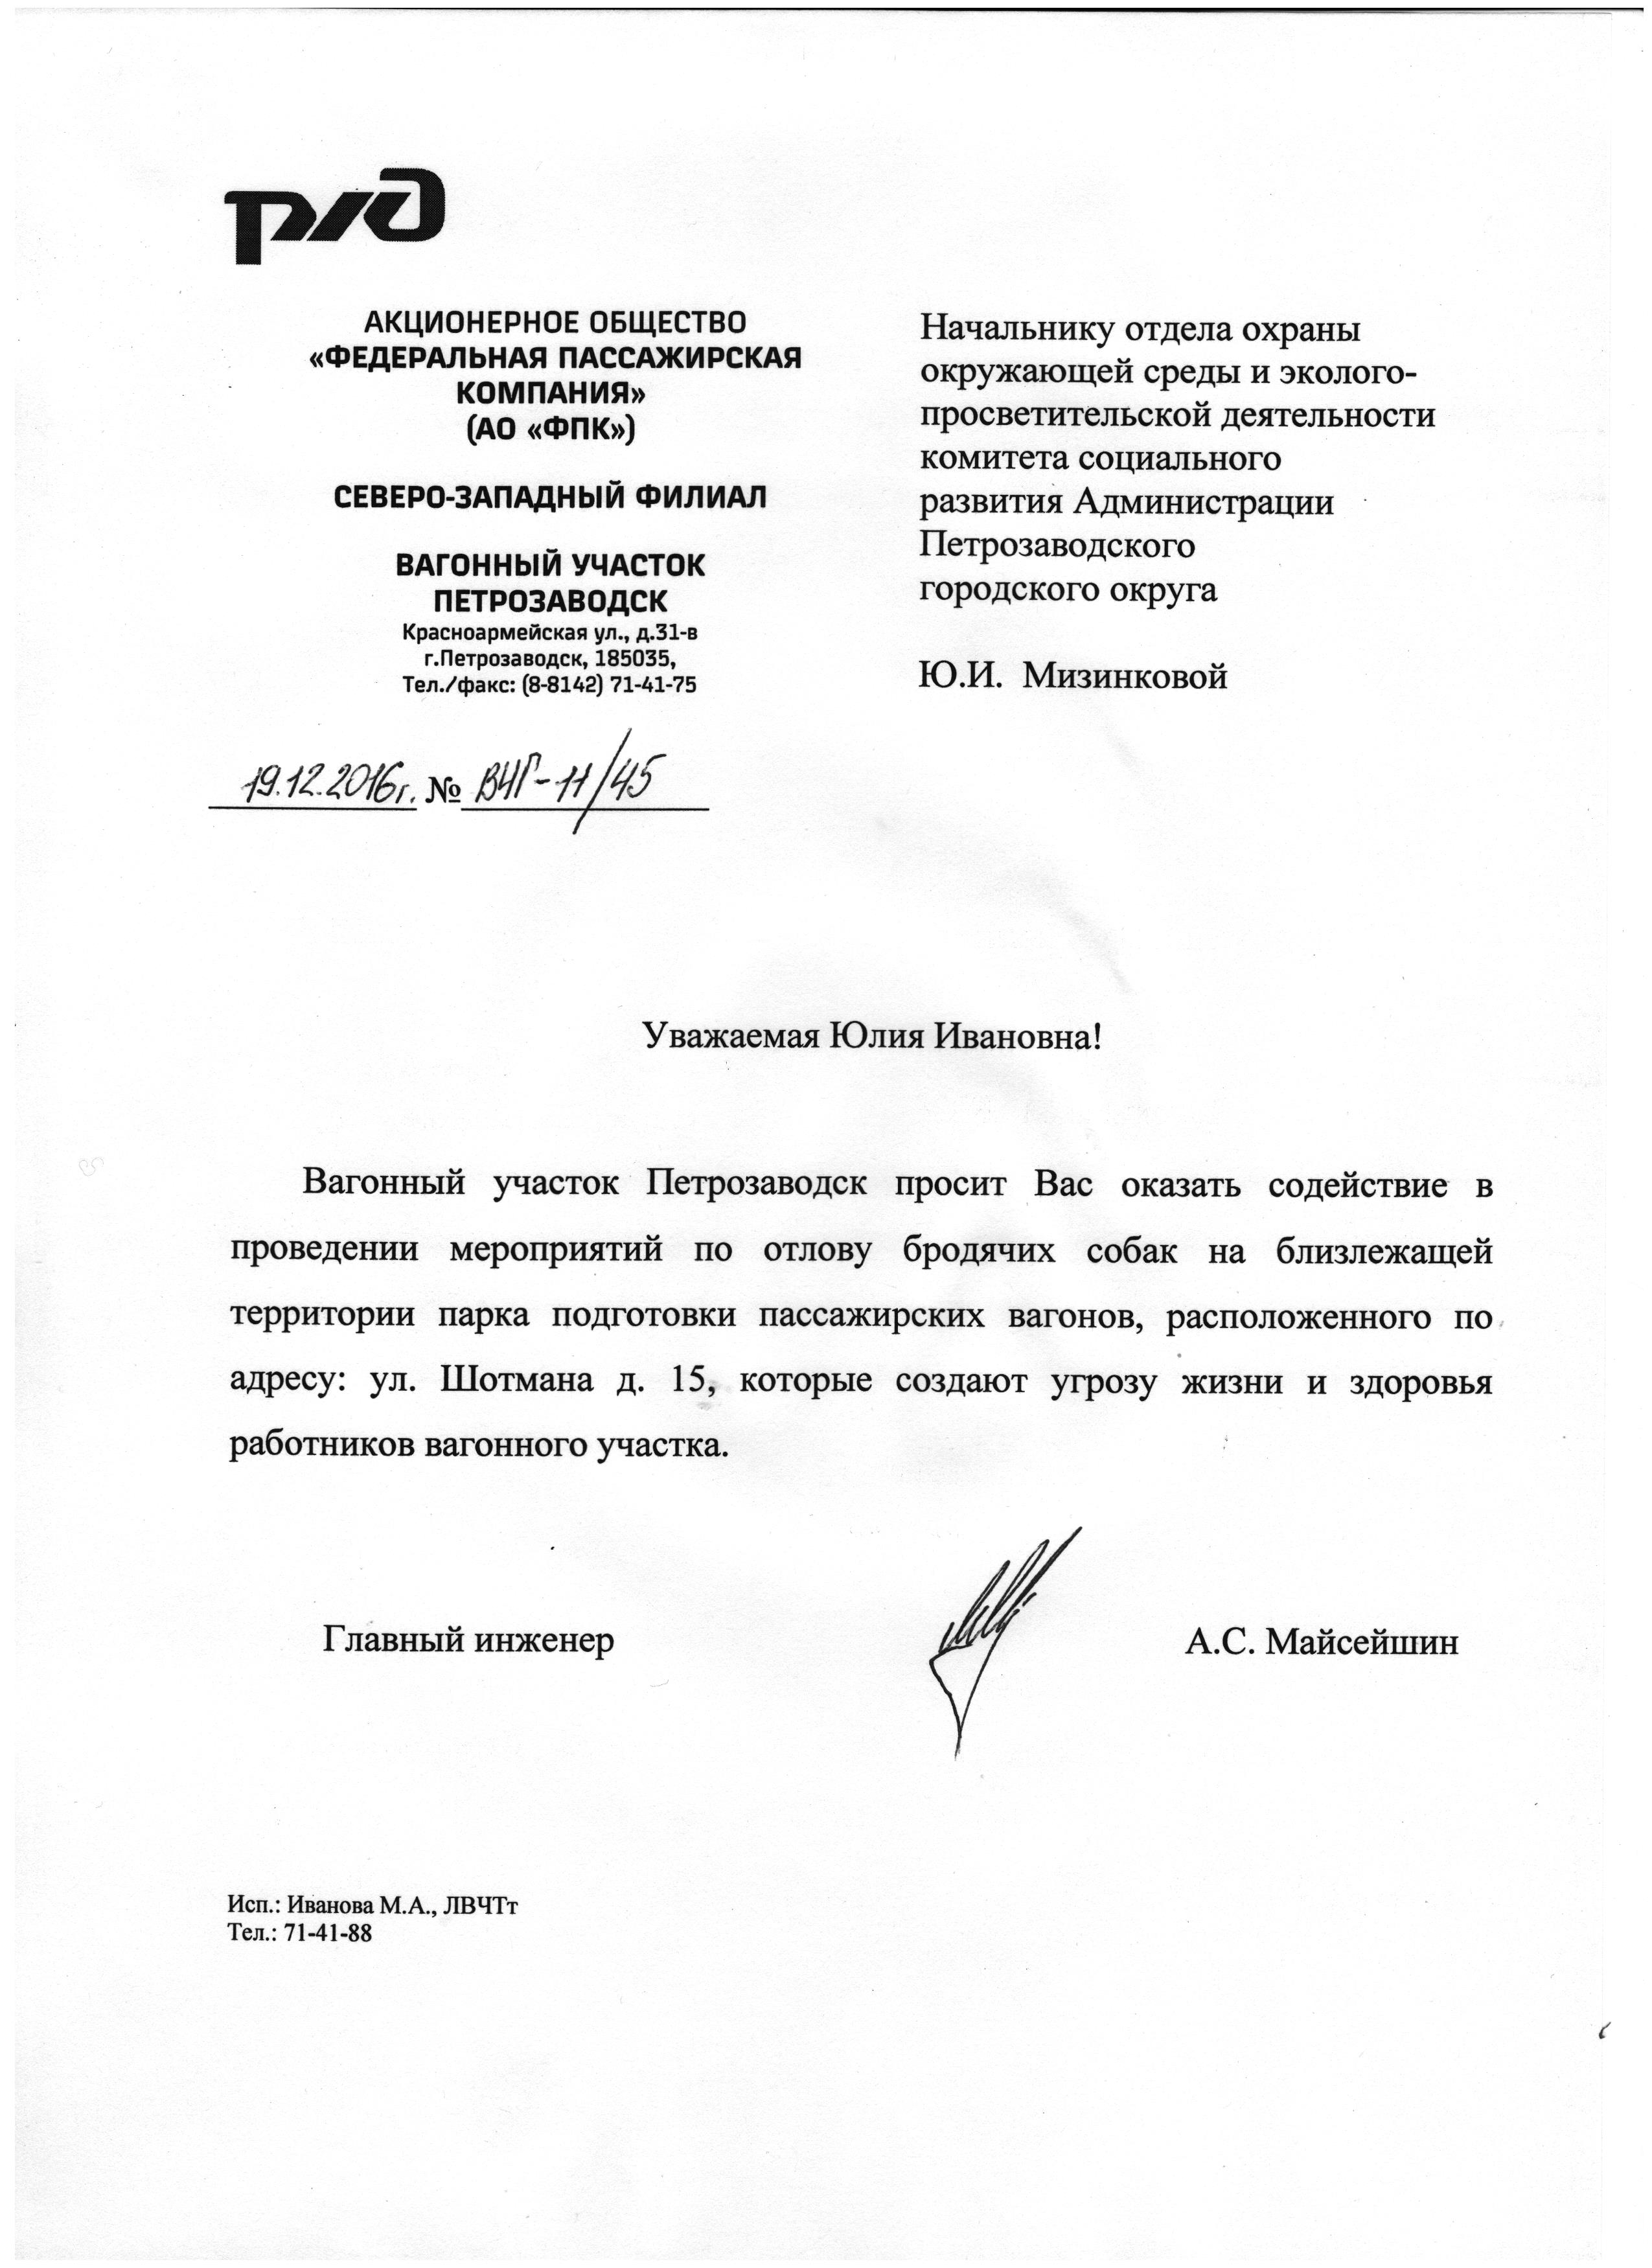 ржд
АКЦИОНЕРНОЕ ОБЩЕСТВО
«ФЕДЕРАЛЬНАЯ ПАССАЖИРСКАЯ
КОМПАНИЯ»
(АО «ФПК»)
СЕВЕРО-ЗАПАДНЫЙ ФИЛИАЛ
ВАГОННЫЙ УЧАСТОК
ПЕТРОЗАВОДСК
Красноармейская ул., д.31-в
г.Петрозаводск, 185035,
Тел./факс: (8-8142) 71-41-75
19.12.2016г. № ВЧГ-11/45
Начальнику отдела охраны
окружающей среды и эколого-
просветительской деятельности
комитета социального
развития Администрации
Петрозаводского
городского округа
Ю.И. Мизинковой
Уважаемая Юлия Ивановна!
Вагонный участок Петрозаводск просит Вас оказать содействие в
проведении мероприятий по отлову бродячих собак на близлежащей
территории парка подготовки пассажирских вагонов, расположенного по
адресу: ул. Шотмана д. 15, которые создают угрозу жизни и здоровья
работников вагонного участка.
Главный инженер А.С. Майсейшин
Исп.: Иванова М.А., ЛВЧТт
Тел.: 71-41-88